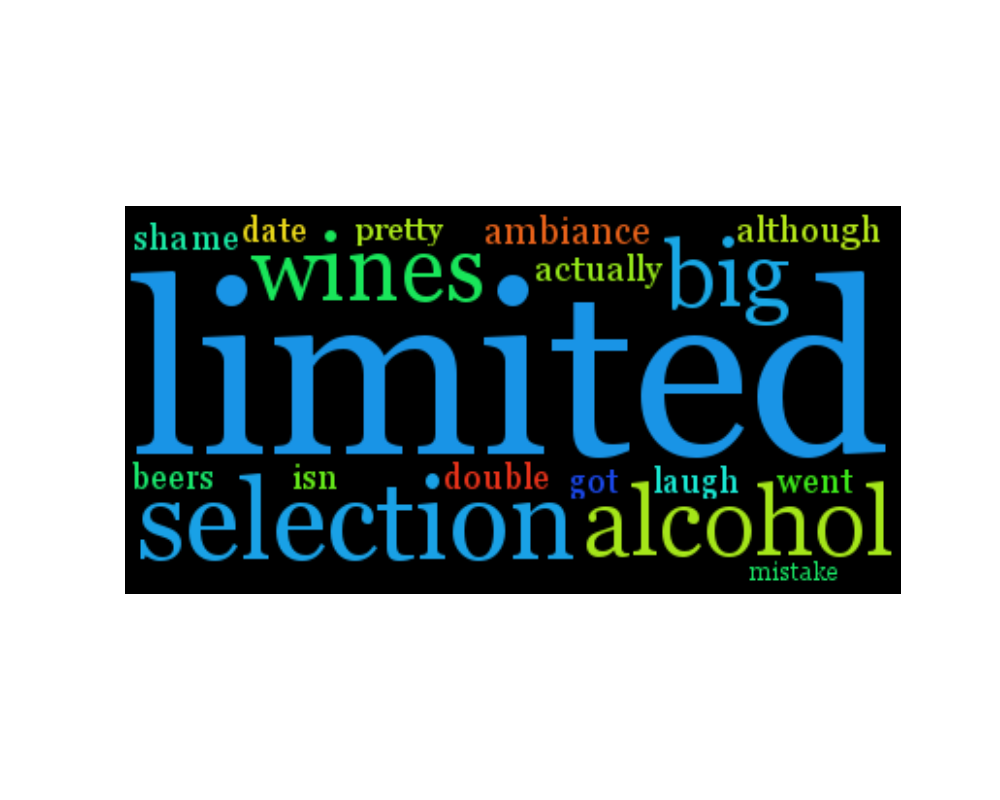 shame date pretty ambiance although
wines actually big
limited
beers isn double got laugh went
selection alcohol
mistake